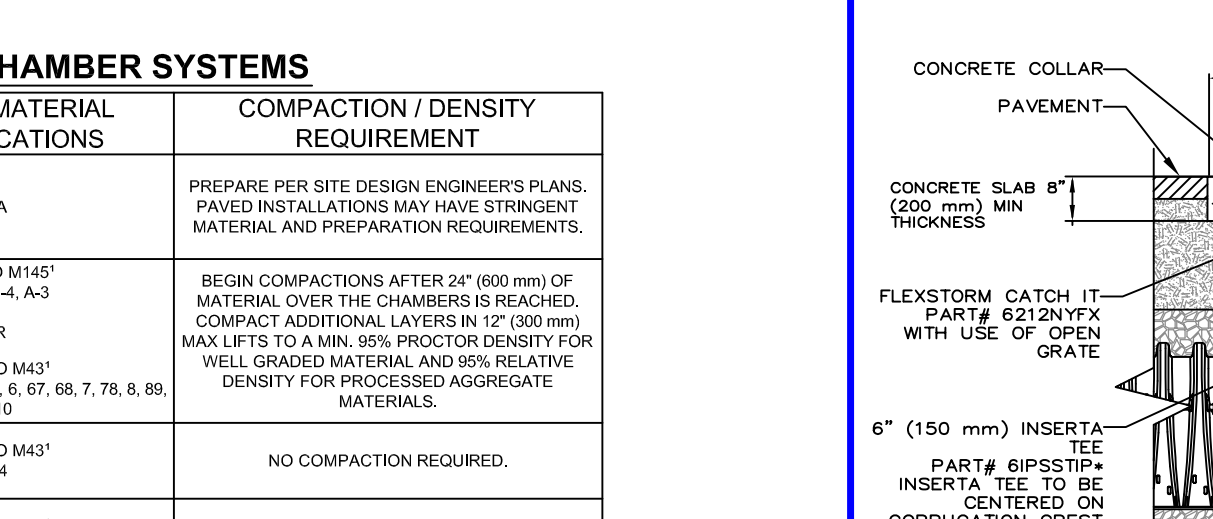 HAMBER SYSTEMS
MATERIAL
CATIONS
COMPACTION / DENSITY
REQUIREMENT
A
PREPARE PER SITE DESIGN ENGINEER'S PLANS.
PAVED INSTALLATIONS MAY HAVE STRINGENT
MATERIAL AND PREPARATION REQUIREMENTS.
O M145¹
-4, A-3
R
O M43¹
, 6, 67, 68, 7, 78, 8, 89,
10
BEGIN COMPACTIONS AFTER 24" (600 mm) OF
MATERIAL OVER THE CHAMBERS IS REACHED.
COMPACT ADDITIONAL LAYERS IN 12" (300 mm)
MAX LIFTS TO A MIN. 95% PROCTOR DENSITY FOR
WELL GRADED MATERIAL AND 95% RELATIVE
DENSITY FOR PROCESSED AGGREGATE
MATERIALS.
O M43¹
4
NO COMPACTION REQUIRED.
CONCRETE COLLAR
PAVEMENT
CONCRETE SLAB 8"
(200 mm) MIN
THICKNESS
FLEXSTORM CATCH IT
PART# 6212NYFX
WITH USE OF OPEN
GRATE
6" (150 mm) INSERTA
TEE
PART# 6IPSSTIP*
INSERTA TEE TO BE
CENTERED ON
CORRUGATION CREST